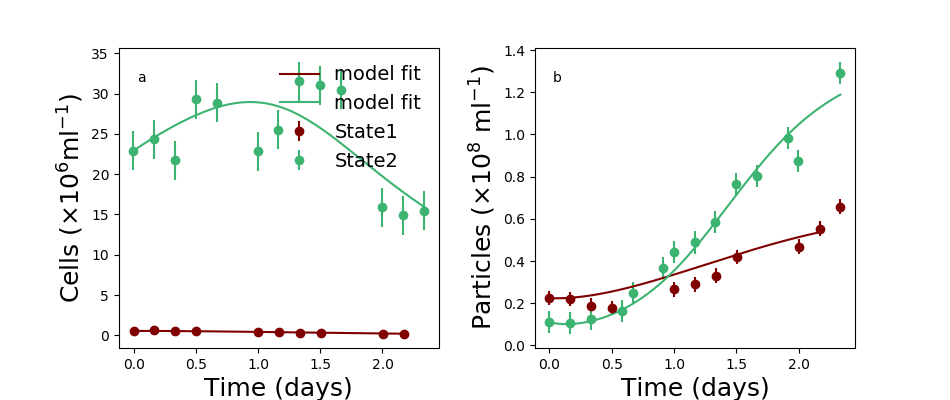 a
model fit
model fit
State1
State2
35
30
25
20
15
10
5
0
Cells (×10⁶ml⁻¹)
0.0 0.5 1.0 1.5 2.0
Time (days)
b
1.4
1.2
1.0
0.8
0.6
0.4
0.2
0.0
Particles (×10⁸ ml⁻¹)
0.0 0.5 1.0 1.5 2.0
Time (days)